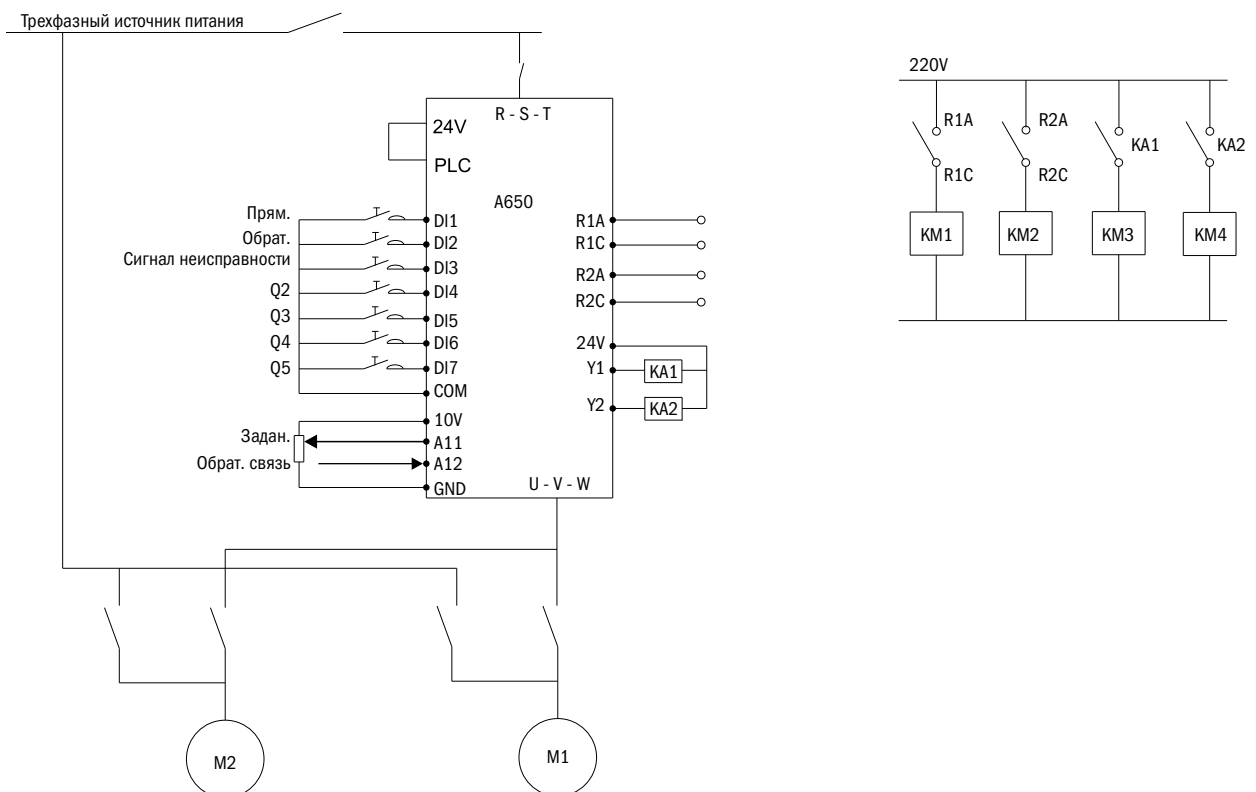 Трехфазный источник питания
R - S - T
24V
PLC
A650
Прям.
DI1
Обрат.
DI2
Сигнал неисправности
DI3
Q2
DI4
Q3
DI5
Q4
DI6
Q5
DI7
COM
10V
Задан.
A11
Обрат. связь
A12
GND
R1A
R1C
R2A
R2C
24V
Y1
KA1
Y2
KA2
U - V - W
M2
M1
220V
R1A
R2A
KA1
KA2
R1C
R2C
KM1
KM2
KM3
KM4